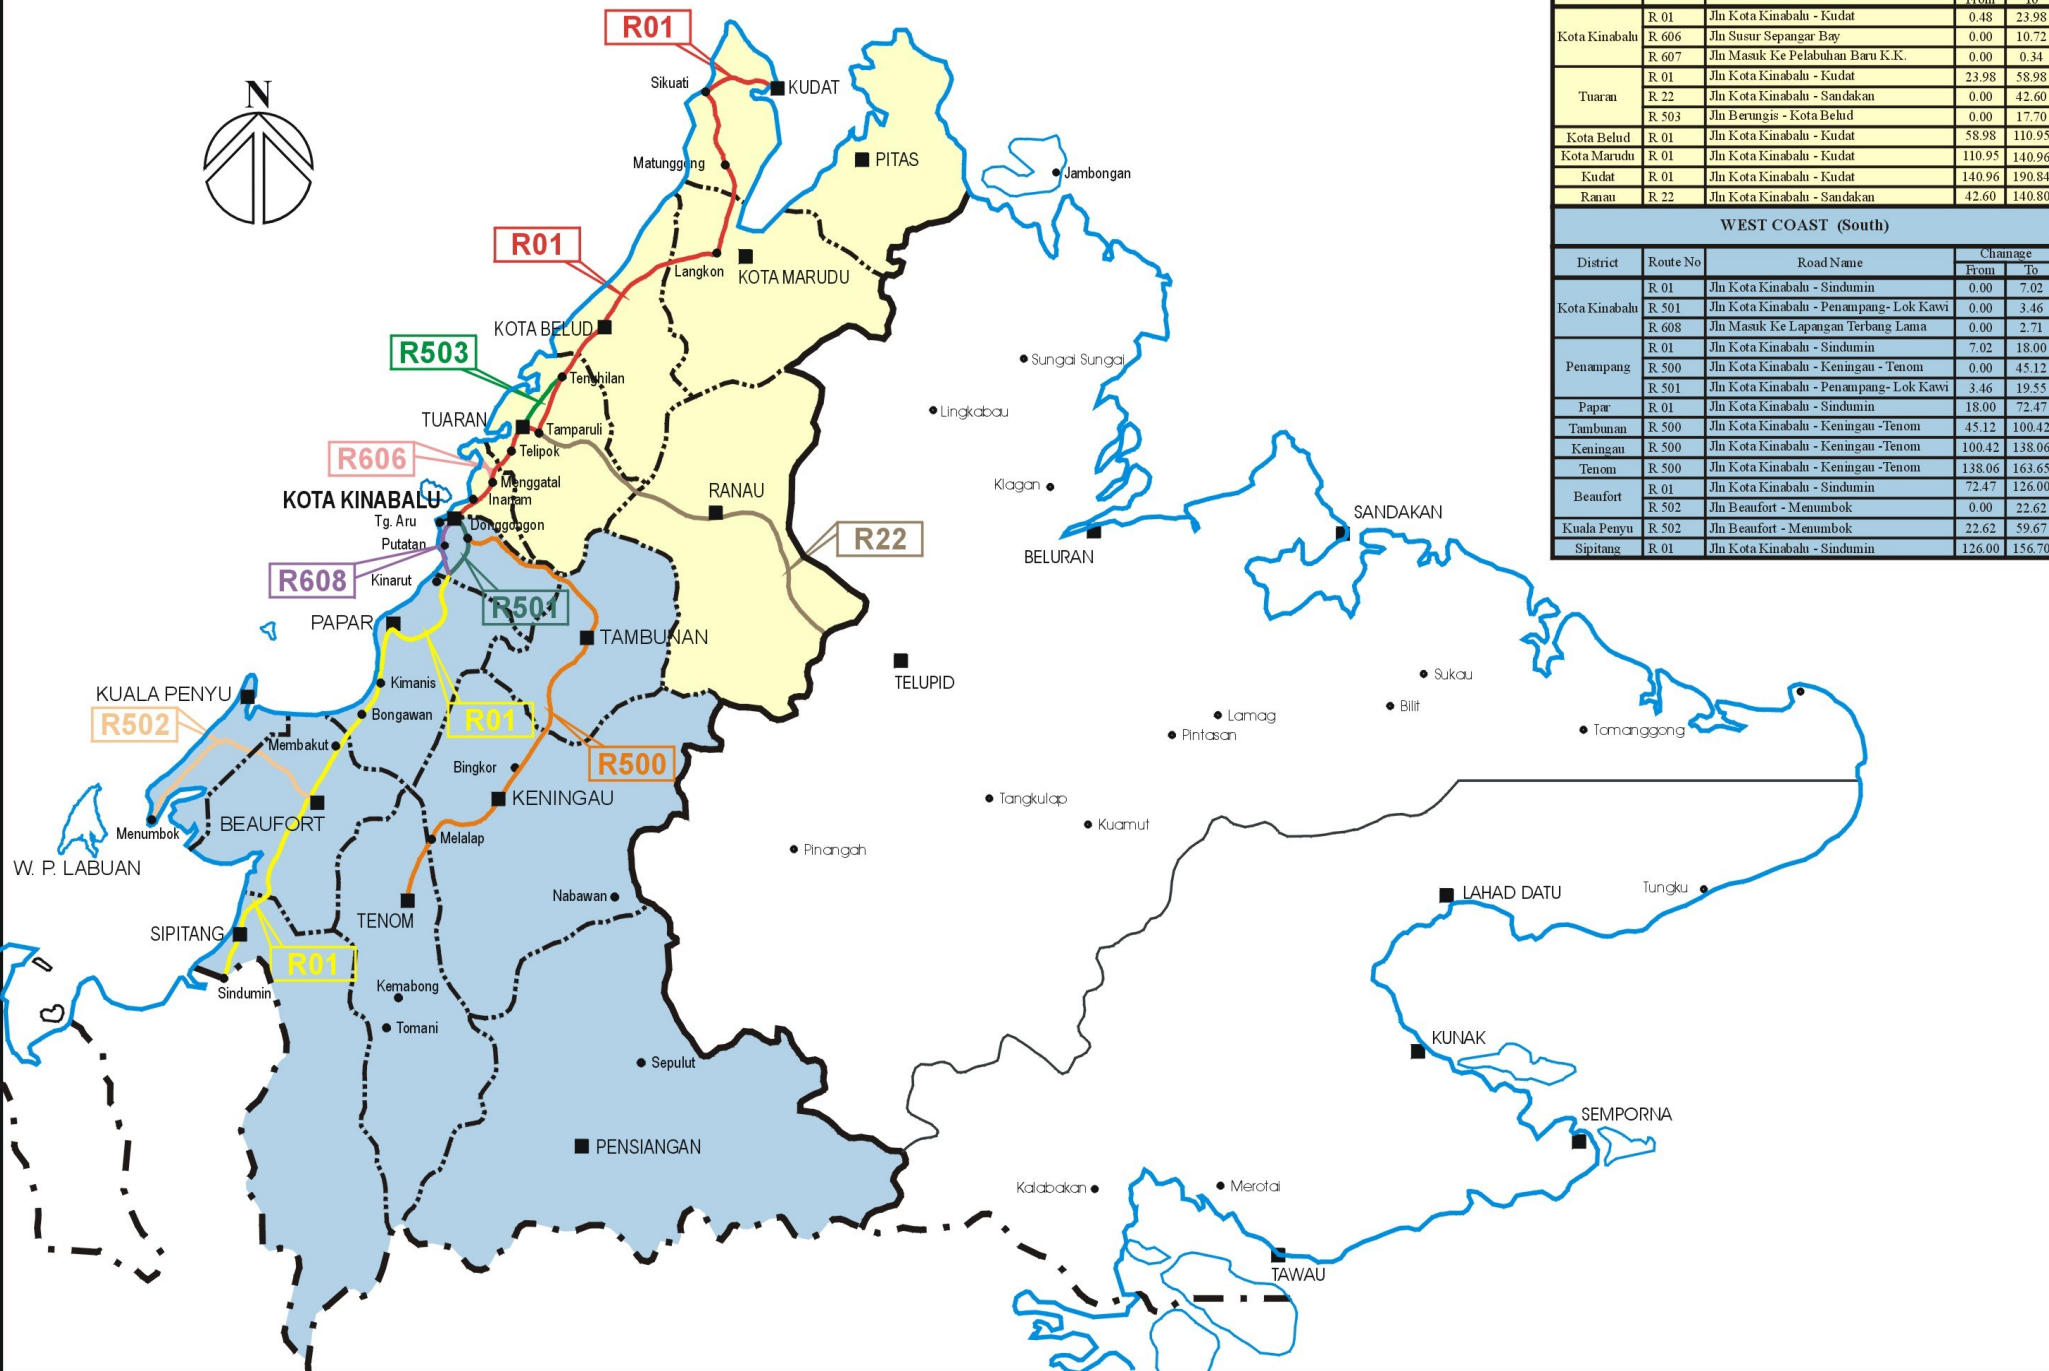 From To
Kota Kinabalu R 01 Jln Kota Kinabalu - Kudat 0.48 23.98
R 606 Jln Susur Sepangar Bay 0.00 10.72
R 607 Jln Masuk Ke Pelabuhan Baru K.K. 0.00 0.34
Tuaran R 01 Jln Kota Kinabalu - Kudat 23.98 58.98
R 22 Jln Kota Kinabalu - Sandakan 0.00 42.60
R 503 Jln Berungis - Kota Belud 0.00 17.70
Kota Belud R 01 Jln Kota Kinabalu - Kudat 58.98 110.95
Kota Marudu R 01 Jln Kota Kinabalu - Kudat 110.95 140.96
Kudat R 01 Jln Kota Kinabalu - Kudat 140.96 190.84
Ranau R 22 Jln Kota Kinabalu - Sandakan 42.60 140.80
WEST COAST (South)
District Route No Road Name Chainage
From To
Kota Kinabalu R 01 Jln Kota Kinabalu - Sindumin 0.00 7.02
R 501 Jln Kota Kinabalu - Penampang- Lok Kawi 0.00 3.46
R 608 Jln Masuk Ke Lapangan Terbang Lama 0.00 2.71
Penampang R 01 Jln Kota Kinabalu - Sindumin 7.02 18.00
R 500 Jln Kota Kinabalu - Keningau - Tenom 0.00 45.12
R 501 Jln Kota Kinabalu - Penampang- Lok Kawi 3.46 19.55
Papar R 01 Jln Kota Kinabalu - Sindumin 18.00 72.47
Tambunan R 500 Jln Kota Kinabalu - Keningau -Tenom 45.12 100.42
Keningau R 500 Jln Kota Kinabalu - Keningau -Tenom 100.42 138.06
Tenom R 500 Jln Kota Kinabalu - Keningau -Tenom 138.06 163.65
Beaufort R 01 Jln Kota Kinabalu - Sindumin 72.47 126.00
R 502 Jln Beaufort - Menumbok 0.00 22.62
Kuala Penyu R 502 Jln Beaufort - Menumbok 22.62 59.67
Sipitang R 01 Jln Kota Kinabalu - Sindumin 126.00 156.70
N
R01
Sikuati
KUDAT
Matunggong
PITAS
Jambongan
R01
Langkon
KOTA MARUDU
KOTA BELUD
R503
Tenghilan
Sungai Sungai
Lingkabau
TUARAN
Tamparuli
R606
Telipok
Menggatal
KOTA KINABALU
Inanam
RANAU
Klagan
SANDAKAN
Tg. Aru
Donggongon
R22
Putatan
BELURAN
R608
Kinarut
R501
PAPAR
TAMBUNAN
TELUPID
Sukau
Kimanis
KUALA PENYU
Bilit
R502
Bongawan
R01
Lamag
Pintasan
Tomanggong
Membakut
Bingkor
R500
KENINGAU
Tangkulap
BEAUFORT
Kuamut
Menumbok
Melalap
Pinangah
W. P. LABUAN
Nabawan
LAHAD DATU
Tungku
TENOM
SIPITANG
R01
Sindumin
Kemabong
Tomani
KUNAK
Sepulut
SEMPORNA
PENSIANGAN
Kalabakan
Merotai
TAWAU